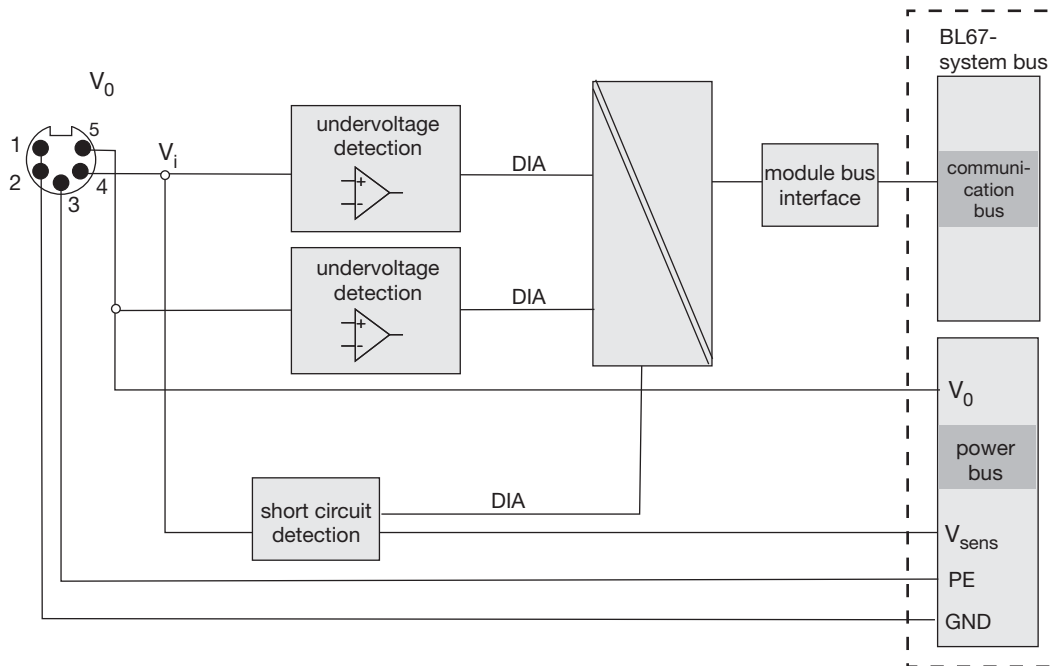 BL67-
system bus
V0
1
5
2
4
3
Vi
undervoltage
detection
+
−
DIA
undervoltage
detection
+
−
DIA
module bus
interface
communi-
cation
bus
V0
power
bus
short circuit
detection
DIA
Vsens
PE
GND